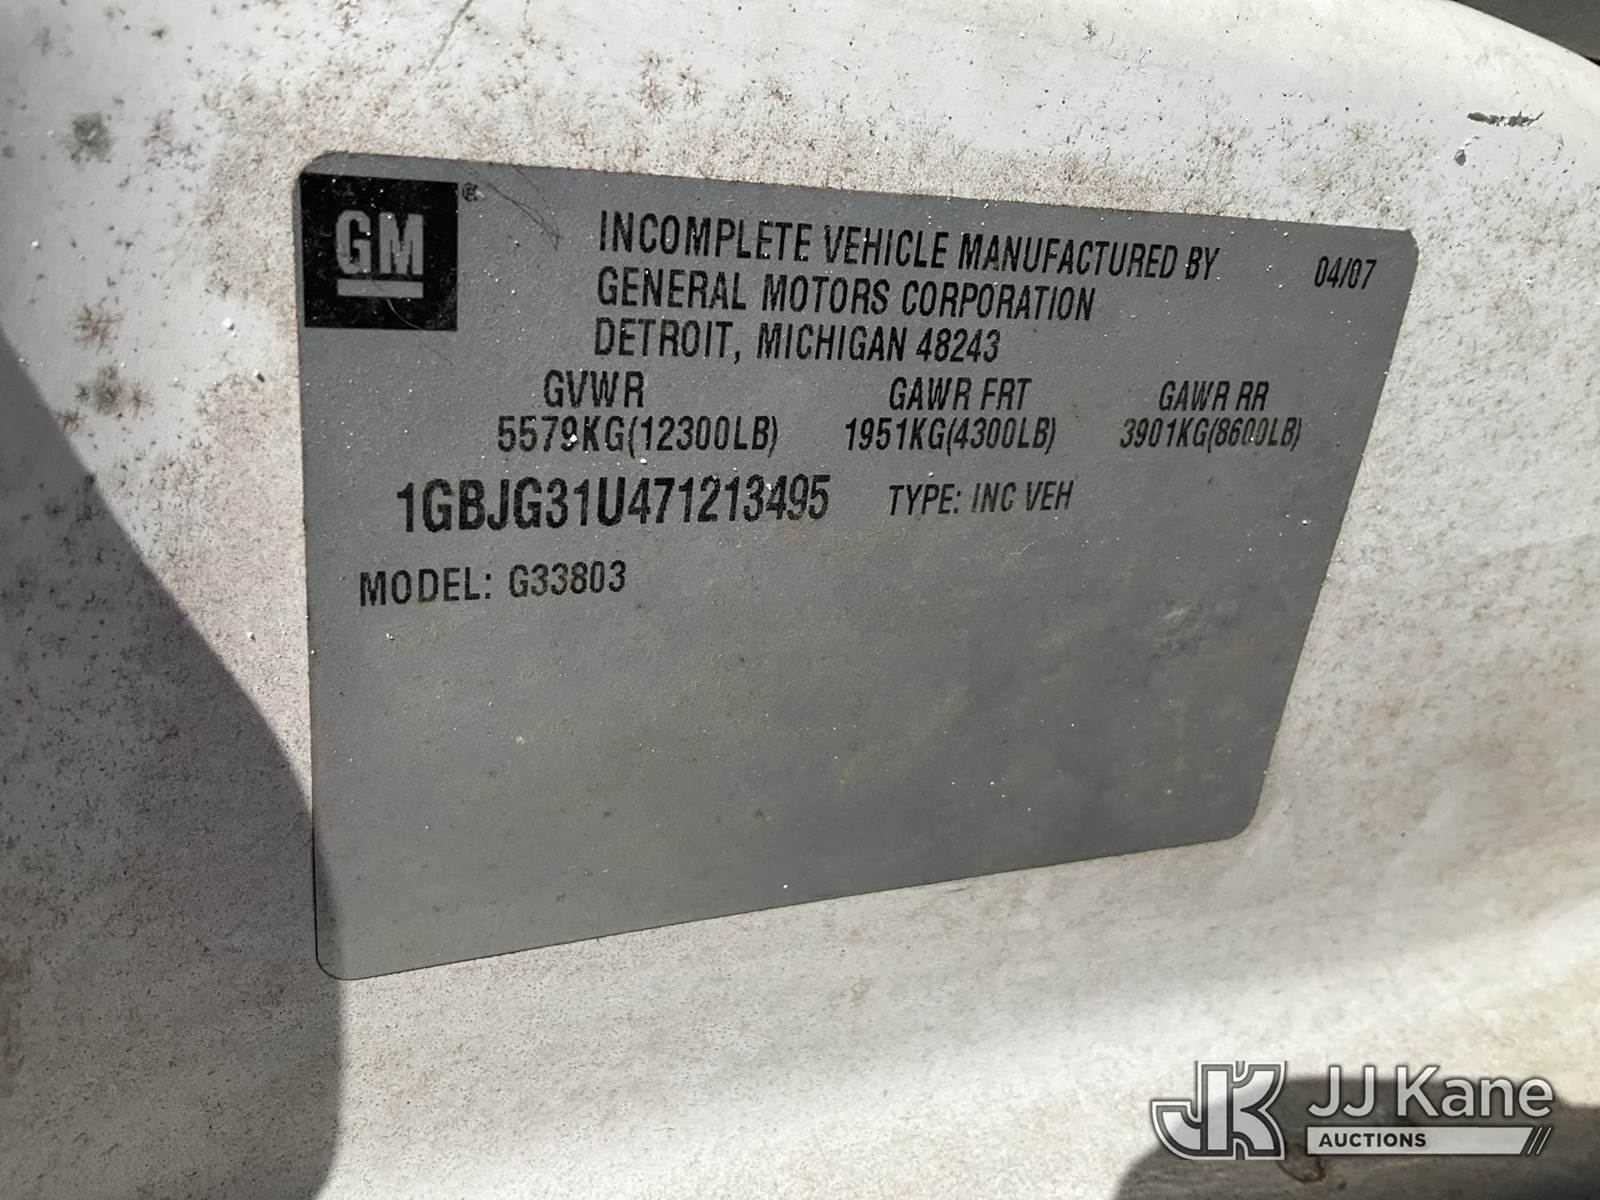 GM ®
INCOMPLETE VEHICLE MANUFACTURED BY 04/07
GENERAL MOTORS CORPORATION
DETROIT, MICHIGAN 48243
GVWR GAWR FRT GAWR RR
5579KG(12300LB) 1951KG(4300LB) 3901KG(8600LB)
1GBJG31U471213495 TYPE: INC VEH
MODEL: G33803
JK JJ Kane
AUCTIONS